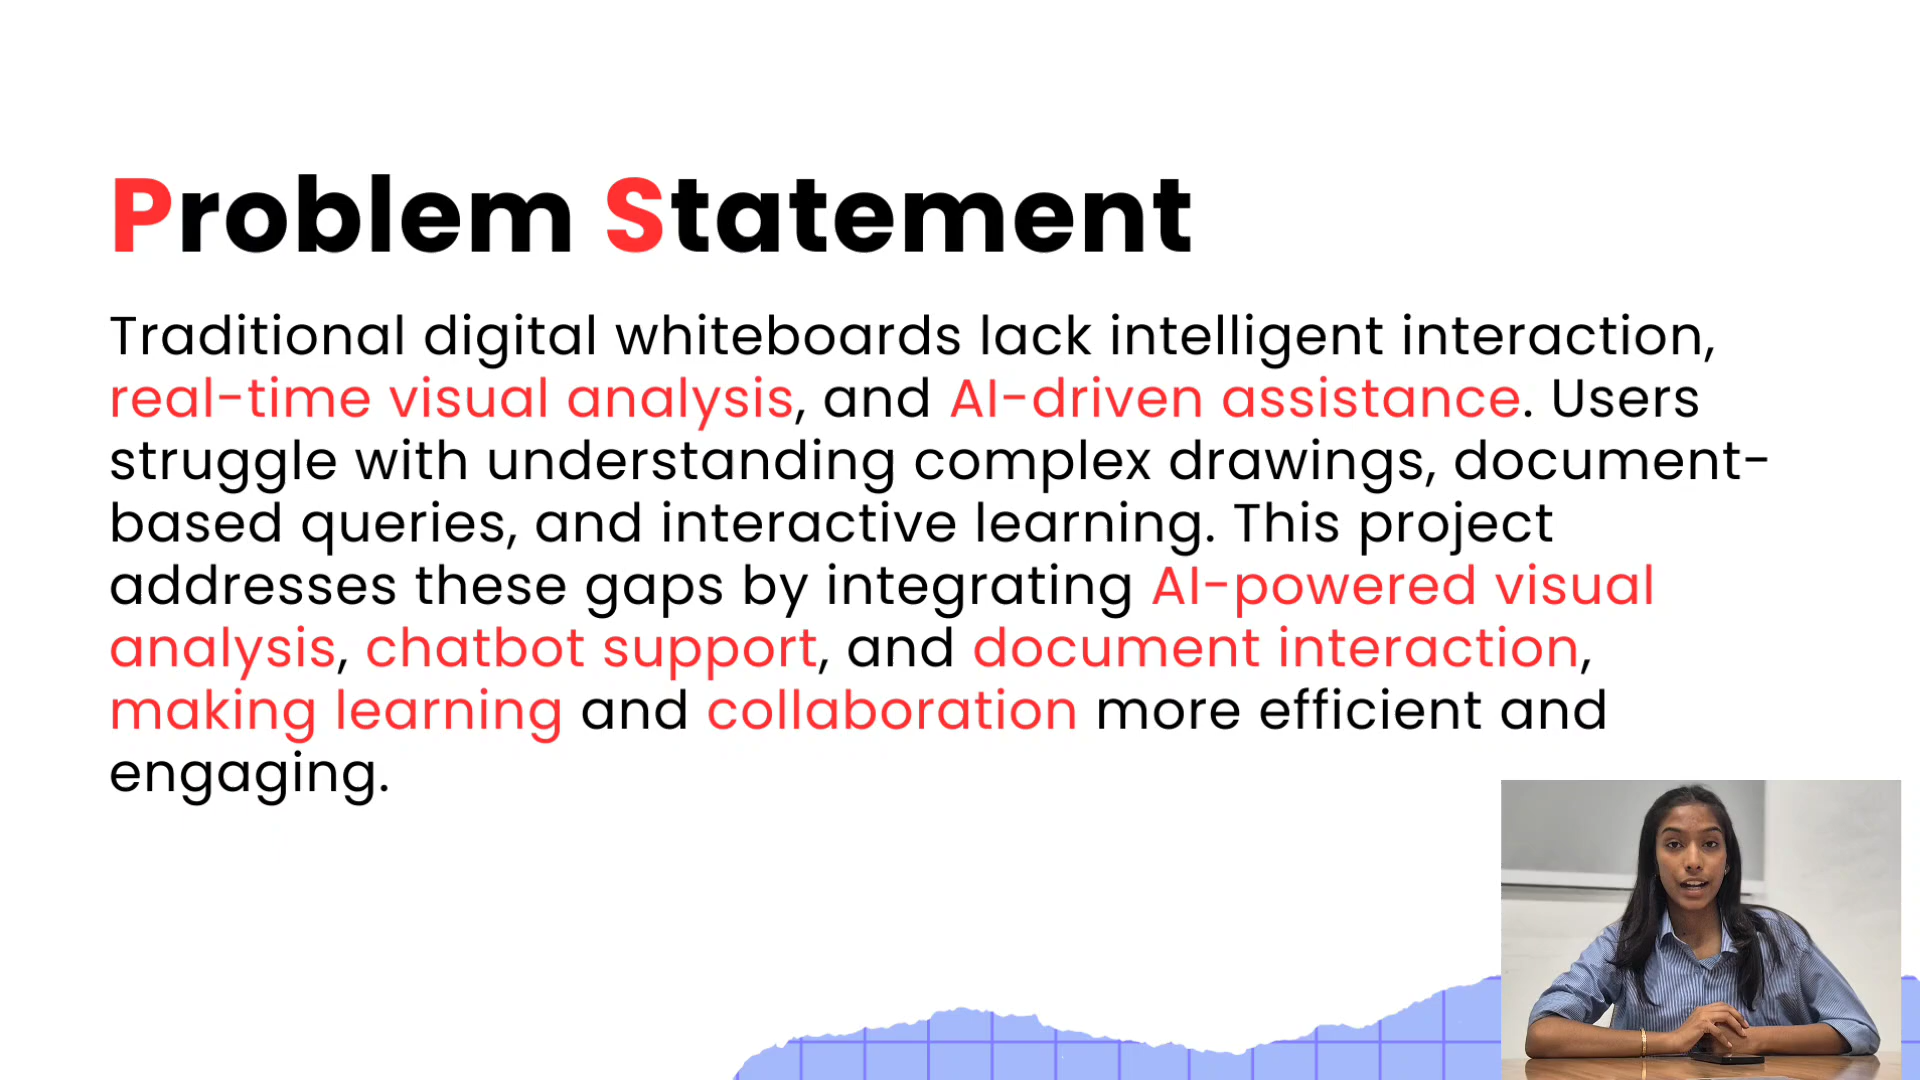 Problem Statement
Traditional digital whiteboards lack intelligent interaction,
real-time visual analysis, and AI-driven assistance. Users
struggle with understanding complex drawings, document-
based queries, and interactive learning. This project
addresses these gaps by integrating AI-powered visual
analysis, chatbot support, and document interaction,
making learning and collaboration more efficient and
engaging.